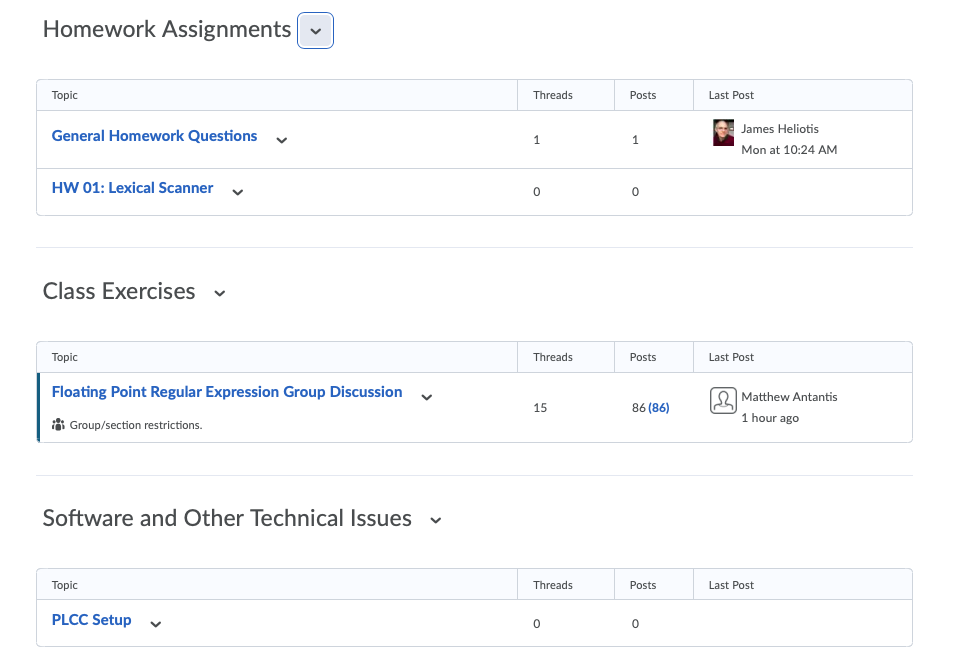 Homework Assignments
Topic Threads Posts Last Post
General Homework Questions 1 1 James Heliotis
Mon at 10:24 AM
HW 01: Lexical Scanner 0 0
Class Exercises
Topic Threads Posts Last Post
Floating Point Regular Expression Group Discussion 15 86 (86) Matthew Antantis
Group/section restrictions. 1 hour ago
Software and Other Technical Issues
Topic Threads Posts Last Post
PLCC Setup 0 0